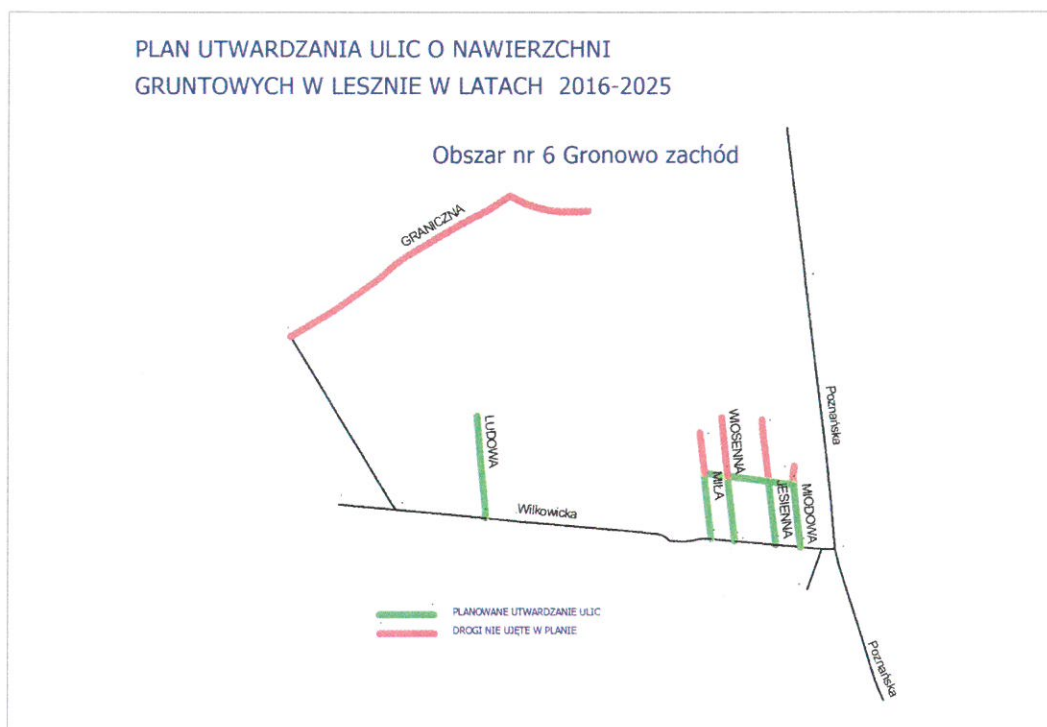 PLAN UTWARDZANIA ULIC O NAWIERZCHNI
GRUNTOWYCH W LESZNIE W LATACH 2016-2025
Obszar nr 6 Gronowo zachód
GRANICZNA
Poznańska
LUDOWA
WIOSENNA
MIŁA
JESIENNA
MIODOWA
Wilkowicka
PLANOWANE UTWARDZANIE ULIC
DROGI NIE UJĘTE W PLANIE
Poznańska